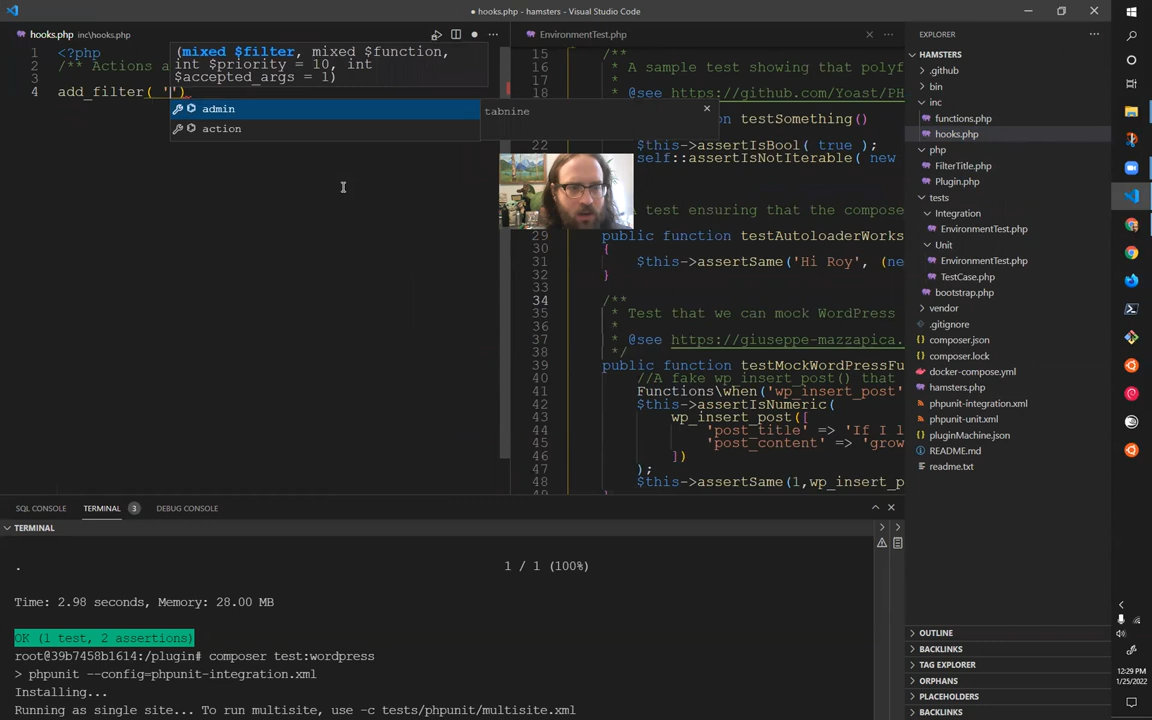 ● hooks.php - hamsters - Visual Studio Code
hooks.php inc\hooks.php
1 <?php
2 /** Actions a
3
4 add_filter( '')
(mixed $filter, mixed $function,
int $priority = 10, int
$accepted_args = 1)
admin
action
tabnine
EnvironmentTest.php
15 /**
16 * A sample test showing that polyf
17 *
18 * @see https://github.com/Yoast/PH
on testSomething()
22 $this->assertIsBool( true );
self::assertIsNotIterable( new
test ensuring that the compose
29 public function testAutoloaderWorks
30 {
31 $this->assertSame('Hi Roy', (ne
32 }
33
34 /**
35 * Test that we can mock WordPress
36 *
37 * @see https://giuseppe-mazzapica.
38 */
39 public function testMockWordPressFu
40 //A fake wp_insert_post() that
41 Functions\when('wp_insert_post'
42 $this->assertIsNumeric(
43 wp_insert_post([
44 'post_title' => 'If I l
45 'post_content' => 'grow
46 ])
47 );
48 $this->assertSame(1,wp_insert_p
EXPLORER
HAMSTERS
.github
bin
inc
functions.php
hooks.php
php
FilterTitle.php
Plugin.php
tests
Integration
EnvironmentTest.php
Unit
EnvironmentTest.php
TestCase.php
bootstrap.php
vendor
.gitignore
composer.json
composer.lock
docker-compose.yml
hamsters.php
phpunit-integration.xml
phpunit-unit.xml
pluginMachine.json
README.md
readme.txt
OUTLINE
BACKLINKS
TAG EXPLORER
ORPHANS
PLACEHOLDERS
BACKLINKS
SQL CONSOLE TERMINAL 3 DEBUG CONSOLE
TERMINAL
. 1 / 1 (100%)
Time: 2.98 seconds, Memory: 28.00 MB
OK (1 test, 2 assertions)
root@39b7458b1614:/plugin# composer test:wordpress
> phpunit --config=phpunit-integration.xml
Installing...
Running as single site... To run multisite, use -c tests/phpunit/multisite.xml
12:29 PM
1/25/2022